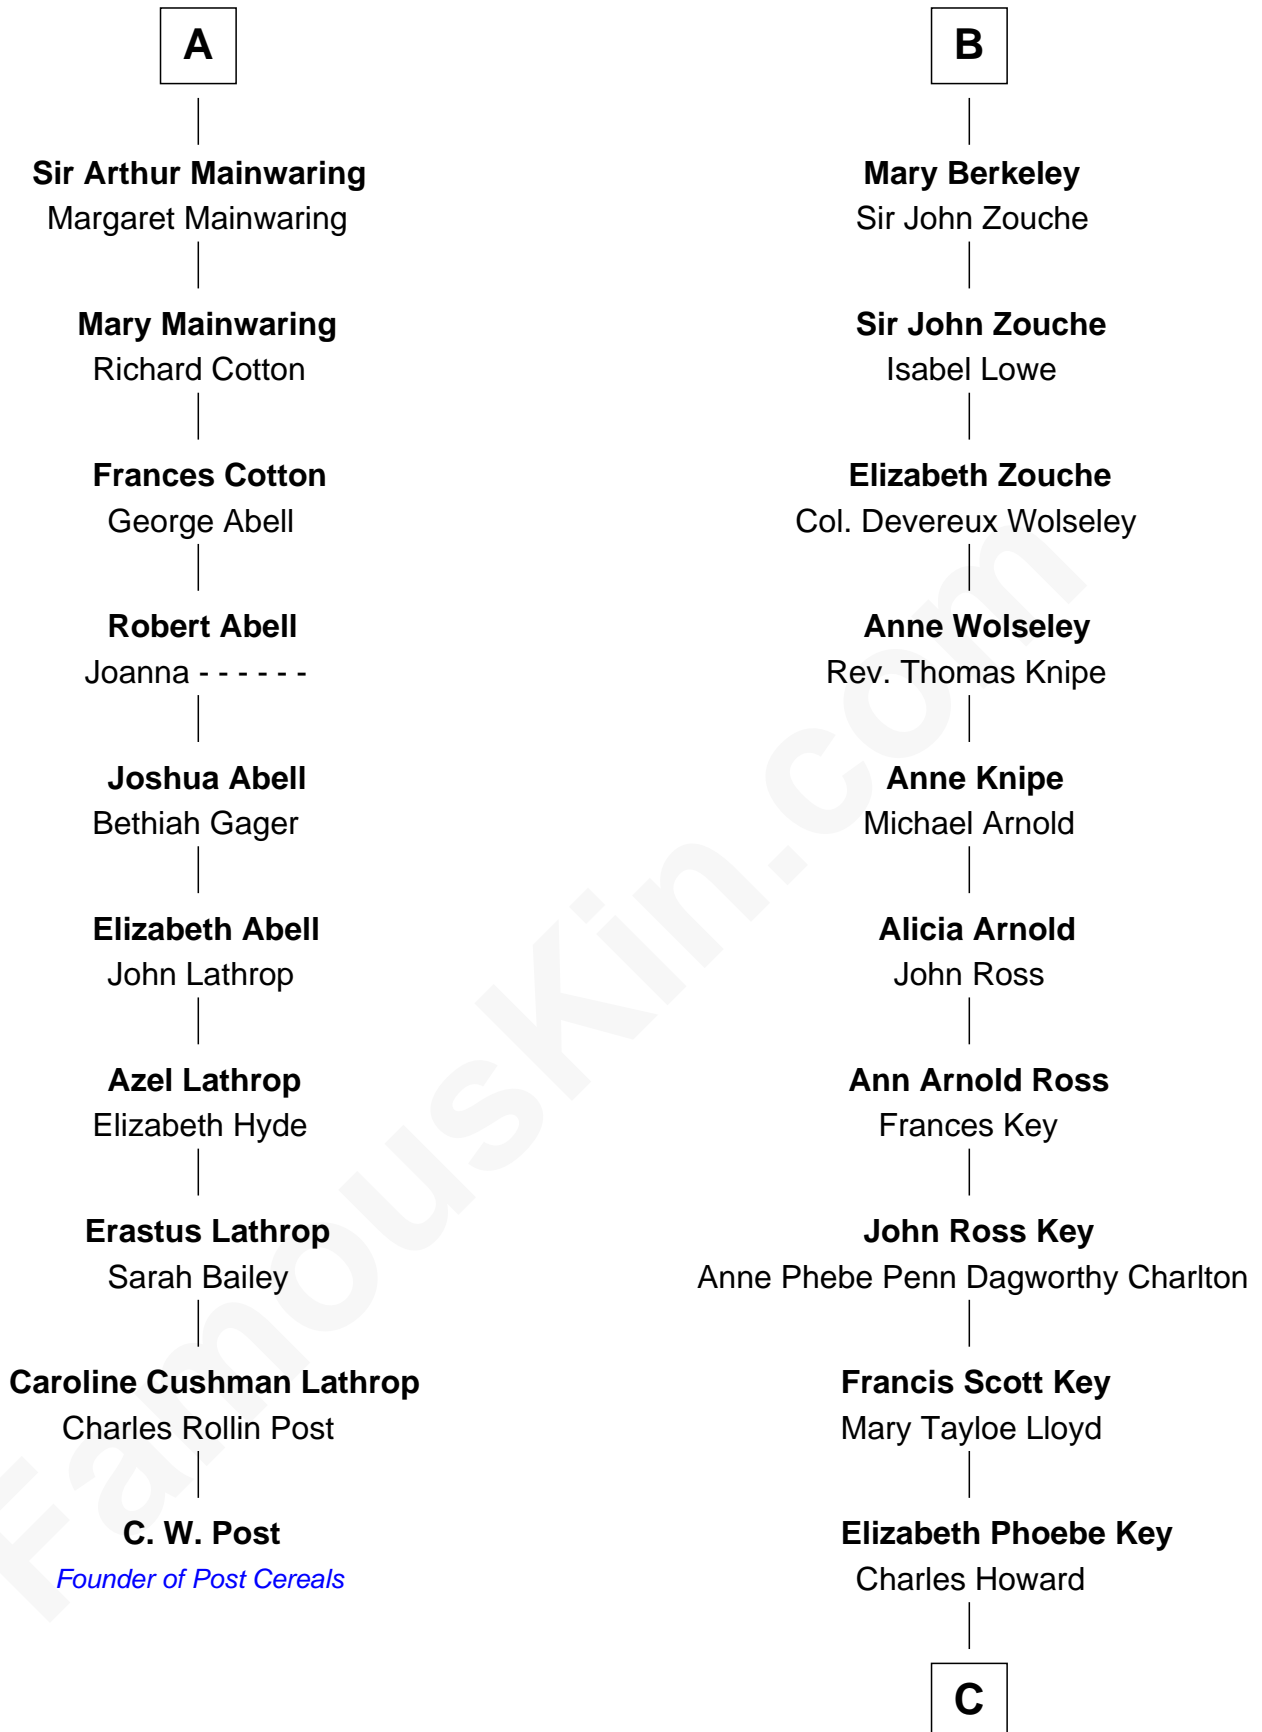 A
Sir Arthur Mainwaring
Margaret Mainwaring
Mary Mainwaring
Richard Cotton
Frances Cotton
George Abell
Robert Abell
Joanna - - - - - -
Joshua Abell
Bethiah Gager
Elizabeth Abell
John Lathrop
Azel Lathrop
Elizabeth Hyde
Erastus Lathrop
Sarah Bailey
Caroline Cushman Lathrop
Charles Rollin Post
C. W. Post
Founder of Post Cereals
B
Mary Berkeley
Sir John Zouche
Sir John Zouche
Isabel Lowe
Elizabeth Zouche
Col. Devereux Wolseley
Anne Wolseley
Rev. Thomas Knipe
Anne Knipe
Michael Arnold
Alicia Arnold
John Ross
Ann Arnold Ross
Frances Key
John Ross Key
Anne Phebe Penn Dagworthy Charlton
Francis Scott Key
Mary Tayloe Lloyd
Elizabeth Phoebe Key
Charles Howard
C
FamousKin.com